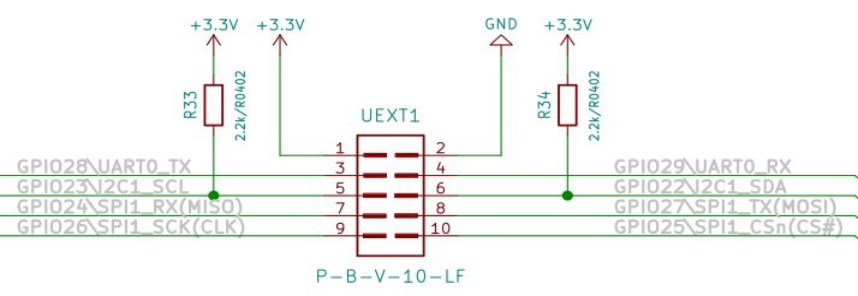 +3.3V +3.3V GND +3.3V
R33 2.2k/R0402 R34 2.2k/R0402
UEXT1
1 2
GPIO28\UART0_TX 3 4 GPIO29\UART0_RX
GPIO23\I2C1_SCL 5 6 GPIO22\I2C1_SDA
GPIO24\SPI1_RX(MISO) 7 8 GPIO27\SPI1_TX(MOSI)
GPIO26\SPI1_SCK(CLK) 9 10 GPIO25\SPI1_CSn(CS#)
P-B-V-10-LF